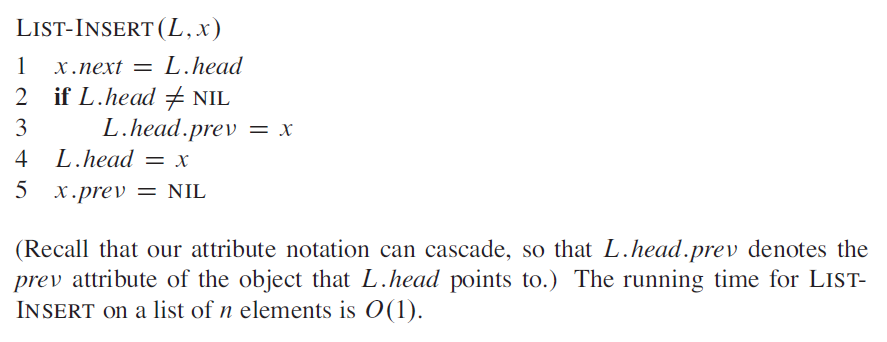 LIST-INSERT(L, x)
1 x.next = L.head
2 if L.head ≠ NIL
3 L.head.prev = x
4 L.head = x
5 x.prev = NIL
(Recall that our attribute notation can cascade, so that L.head.prev denotes the
prev attribute of the object that L.head points to.) The running time for LIST-
INSERT on a list of n elements is O(1).